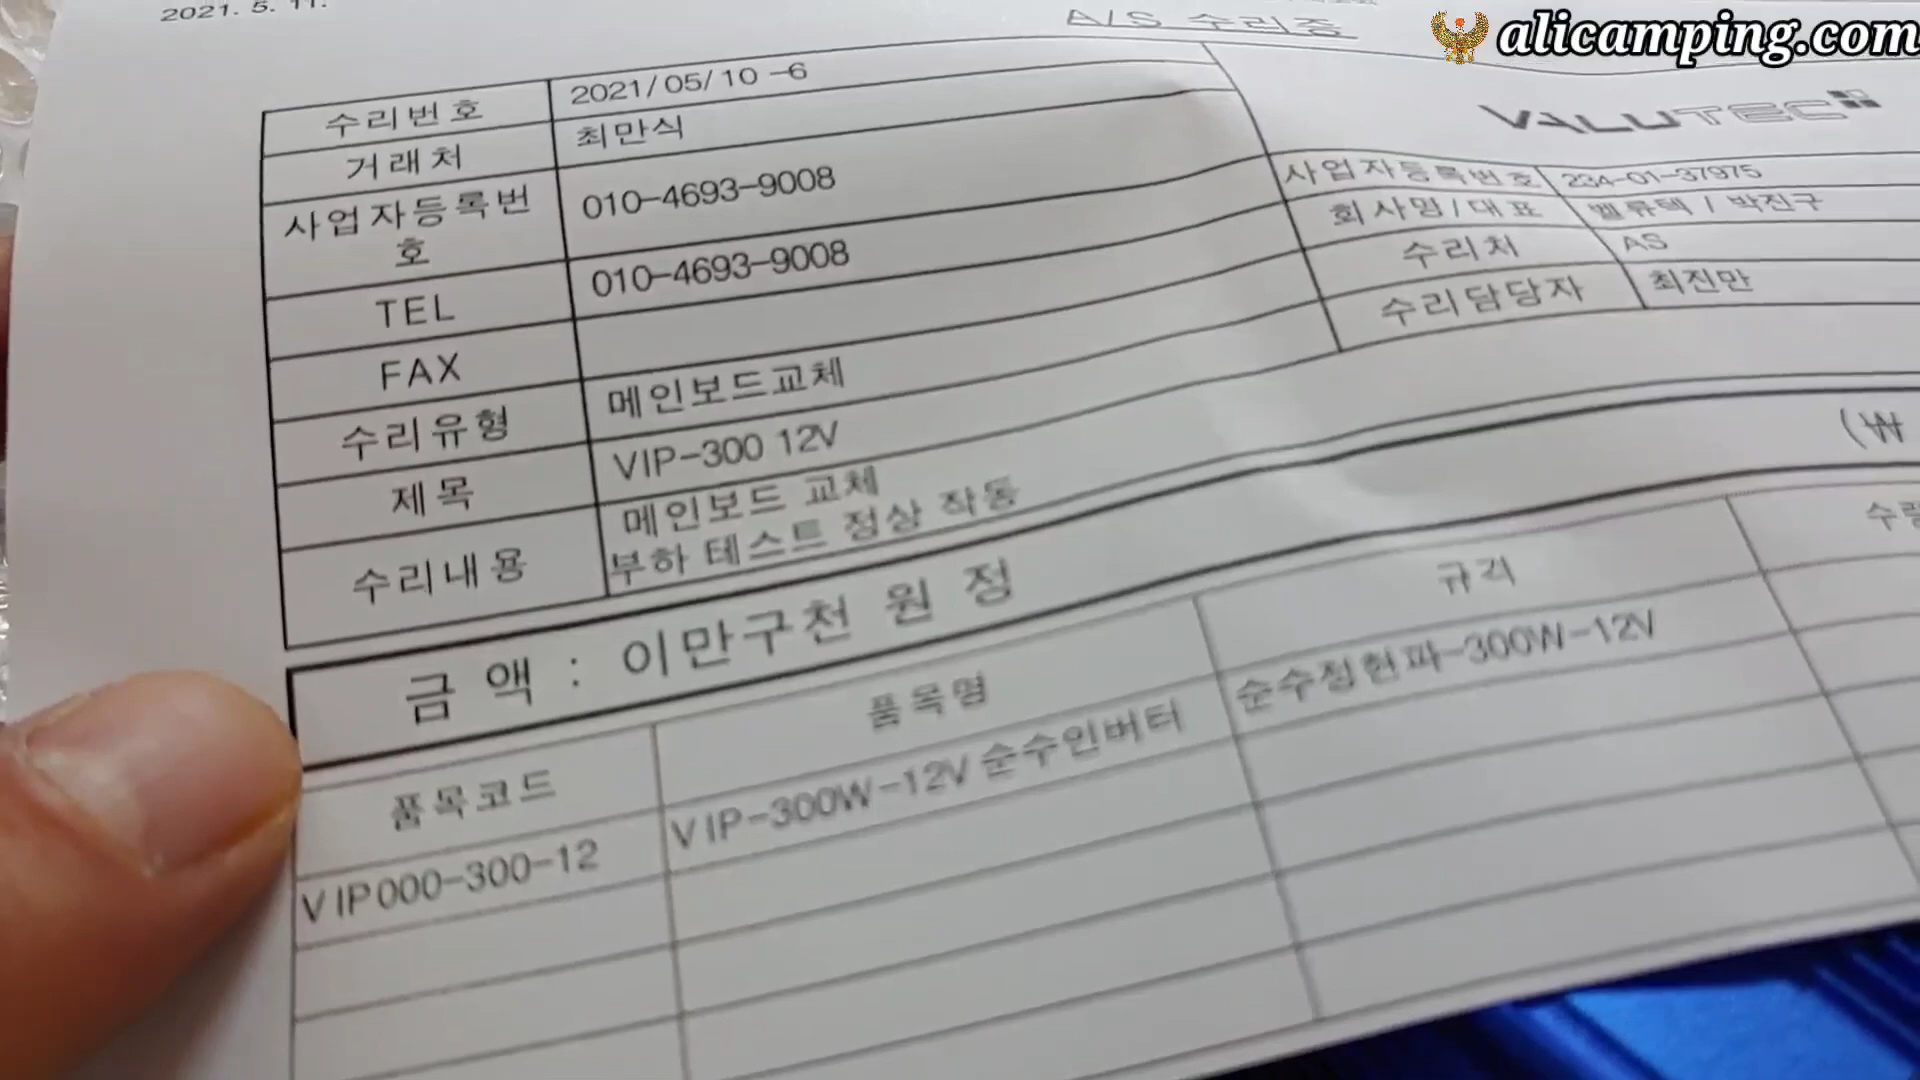 2021. 5. 11.
A/S 수리증
alicamping.com
수리번호 2021/05/10 -6
거래처 최만식
사업자등록번
호 010-4693-9008
TEL 010-4693-9008
FAX
수리유형 메인보드교체
제목 VIP-300 12V
수리내용 메인보드 교체
부하 테스트 정상 작동
VALUTEC
사업자등록번호 234-01-37975
회사명/대표 벨류텍 / 박진구
수리처 AS
수리담당자 최진만
금 액 : 이만구천 원 정 (₩
품목코드 품목명 규격
VIP000-300-12 VIP-300W-12V 순수인버터 순수정현파-300W-12V